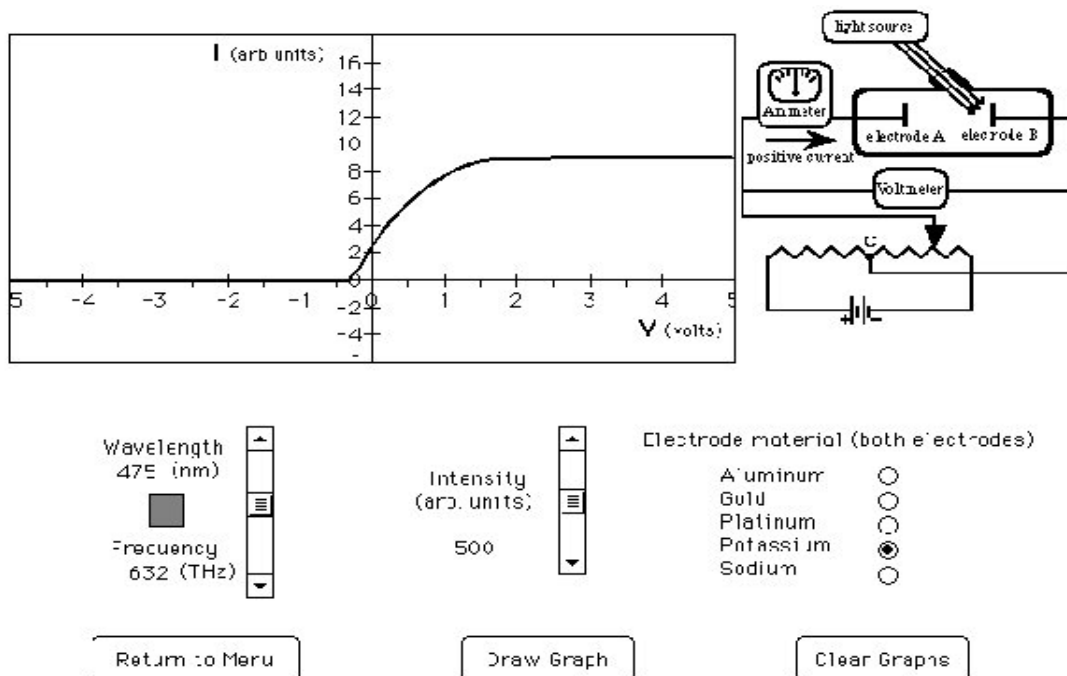 I (arb units)
16
14
12
10
8
6
4
2
0
-2
-4
-
5
-4
-3
-2
-1
0
1
2
3
4
5
V (volts)
light source
Ammeter
electrode A
electrode B
positive current
Voltmeter
C
+
-
Wavelength
475 (nm)
Frequency
632 (THz)
Intensity
(arb. units)
500
Electrode material (both electrodes)
Aluminum
Gold
Platinum
Potassium
Sodium
Return to Menu
Draw Graph
Clear Graphs